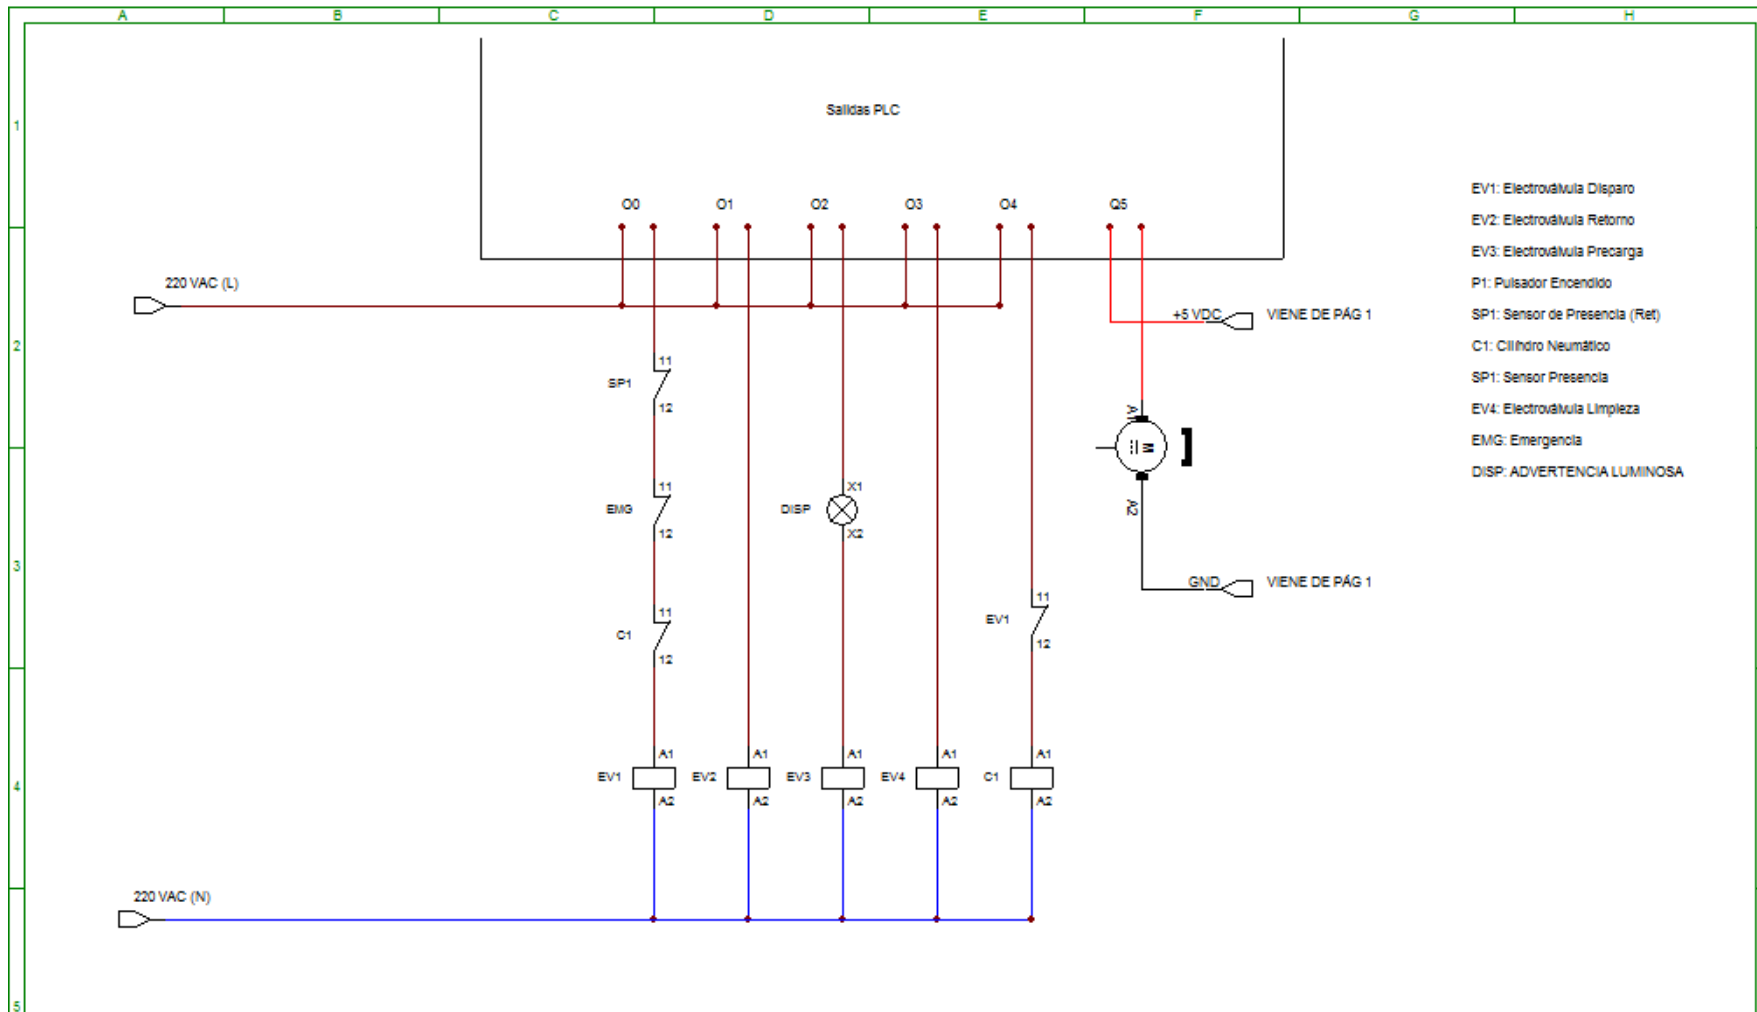 A B C D E F G H
1
2
3
4
5
Salidas PLC
O0 O1 O2 O3 O4 Q5
220 VAC (L)
+5 VDC VIENE DE PÁG 1
SP1 11
12
EMG 11
12
C1 11
12
DISP X1
X2
EV1 11
12
A1
M
A2
GND VIENE DE PÁG 1
EV1 A1
A2
EV2 A1
A2
EV3 A1
A2
EV4 A1
A2
C1 A1
A2
220 VAC (N)
EV1: Electroválvula Disparo
EV2: Electroválvula Retorno
EV3: Electroválvula Precarga
P1: Pulsador Encendido
SP1: Sensor de Presencia (Ret)
C1: Cilindro Neumático
SP1: Sensor Presencia
EV4: Electroválvula Limpieza
EMG: Emergencia
DISP: ADVERTENCIA LUMINOSA